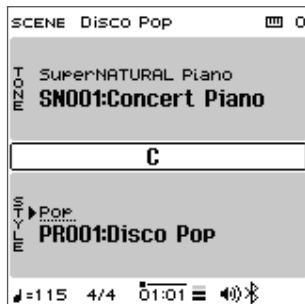 SCENE Disco Pop 0
TONE
SuperNATURAL Piano
SN001:Concert Piano
C
STYLE
Pop
PR001:Disco Pop
♩=115 4/4 01:01